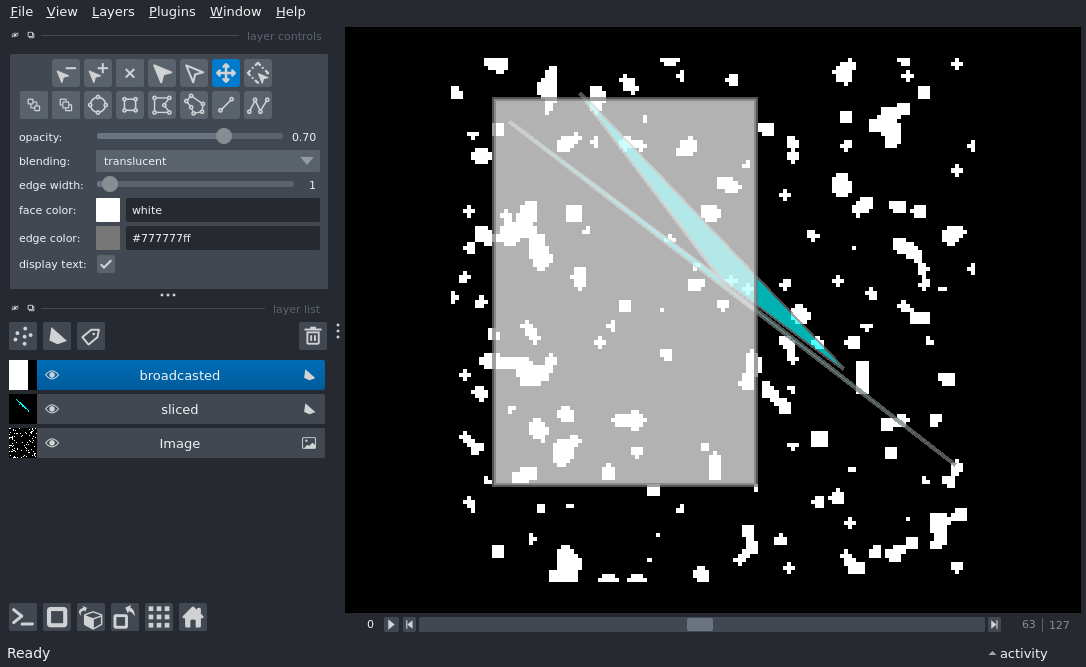 File View Layers Plugins Window Help
layer controls
opacity: 0.70
blending: translucent
edge width: 1
face color: white
edge color: #777777ff
display text:
layer list
broadcasted
sliced
Image
0 63 127
Ready activity